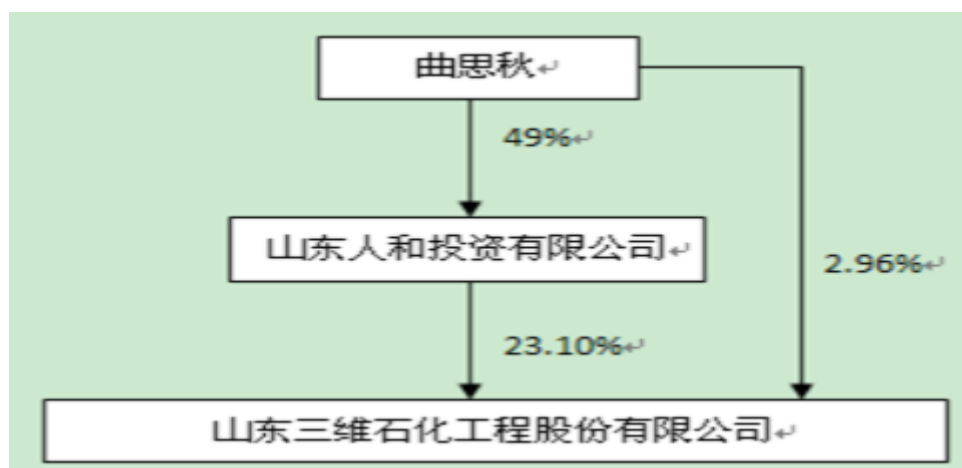 曲思秋
49%
山东人和投资有限公司
2.96%
23.10%
山东三维石化工程股份有限公司